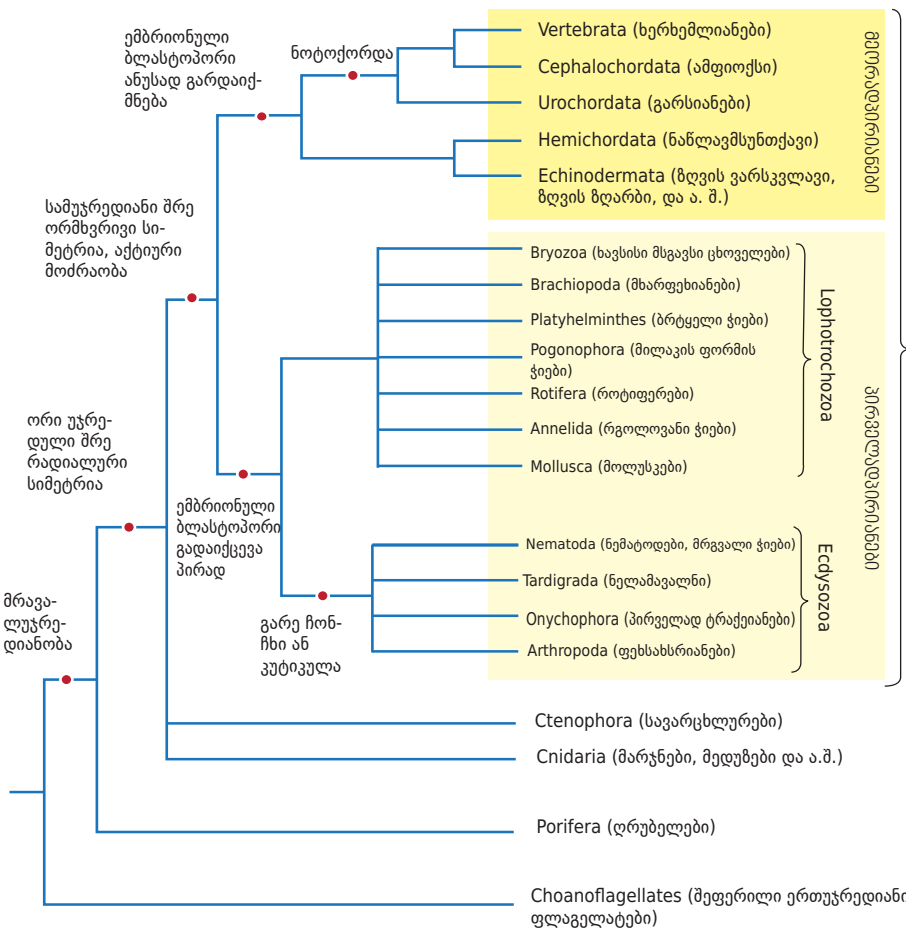 ემბრიონული
ბლასტოპორი
ანუსად გარდაიქ-
მნება
ნოტოქორდა
Vertebrata (ხერხემლიანები)
Cephalochordata (ამფიოქსი)
Urochordata (გარსიანები)
Hemichordata (ნაწლავმსუნთქავი)
Echinodermata (ზღვის ვარსკვლავი,
ზღვის ზღარბი, და ა. შ.)
მეორადპირიანები
სამუჯრედიანი შრე
ორმხვრივი სი-
მეტრია, აქტიური
მოძრაობა
Bryozoa (ხავსისი მსგავსი ცხოველები)
Brachiopoda (მხარფეხიანები)
Platyhelminthes (ბრტყელი ჭიები)
Pogonophora (მილაკის ფორმის
ჭიები)
Rotifera (როტიფერები)
Annelida (რგოლოვანი ჭიები)
Mollusca (მოლუსკები)
Lophotrochozoa
პირველადპირიანები
ორი უჯრე-
დული შრე
რადიალური
სიმეტრია
ემბრიონული
ბლასტოპორი
გადაიქცევა
პირად
Nematoda (ნემატოდები, მრგვალი ჭიები)
Tardigrada (ნელამავალნი)
Onychophora (პირველად ტრაქეიანები)
Arthropoda (ფეხსახსრიანები)
Ecdysozoa
გარე ჩონ-
ჩხი ან
კუტიკულა
მრავა-
ლუჯრე-
დიანობა
Ctenophora (სავარცხლურები)
Cnidaria (მარჯნები, მედუზები და ა.შ.)
Porifera (ღრუბელები)
Choanoflagellates (შეფერილი ერთუჯრედიანი
ფლაგელატები)